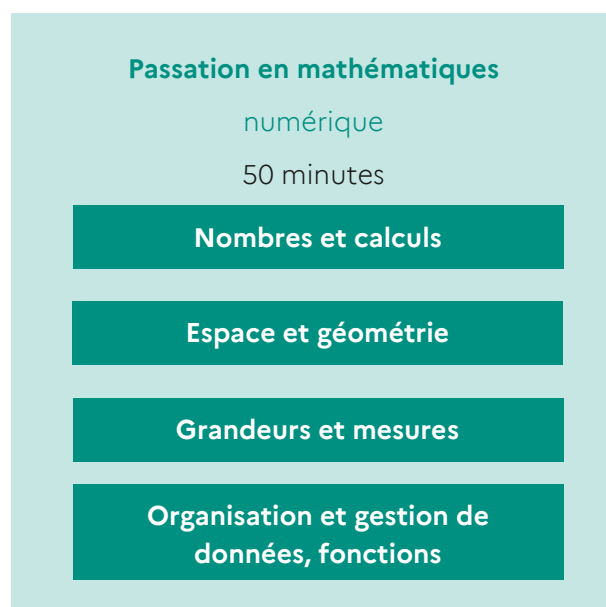 Passation en mathématiques
numérique
50 minutes
Nombres et calculs
Espace et géométrie
Grandeurs et mesures
Organisation et gestion de
données, fonctions